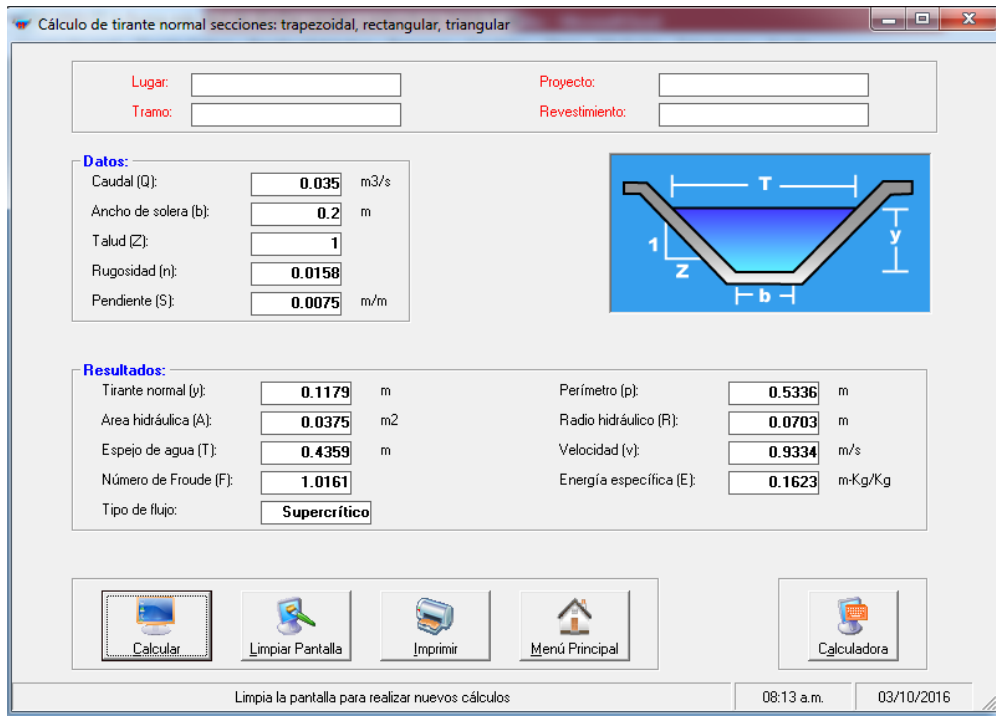 Cálculo de tirante normal secciones: trapezoidal, rectangular, triangular
Lugar: Proyecto:
Tramo: Revestimiento:
Datos:
Caudal (Q): 0.035 m3/s
Ancho de solera (b): 0.2 m
Talud (Z): 1
Rugosidad (n): 0.0158
Pendiente (S): 0.0075 m/m
T
1
Z
y
b
Resultados:
Tirante normal (y): 0.1179 m Perímetro (p): 0.5336 m
Area hidráulica (A): 0.0375 m2 Radio hidráulico (R): 0.0703 m
Espejo de agua (T): 0.4359 m Velocidad (v): 0.9334 m/s
Número de Froude (F): 1.0161 Energía específica (E): 0.1623 m-Kg/Kg
Tipo de flujo: Supercrítico
Calcular Limpiar Pantalla Imprimir Menú Principal Calculadora
Limpia la pantalla para realizar nuevos cálculos 08:13 a.m. 03/10/2016